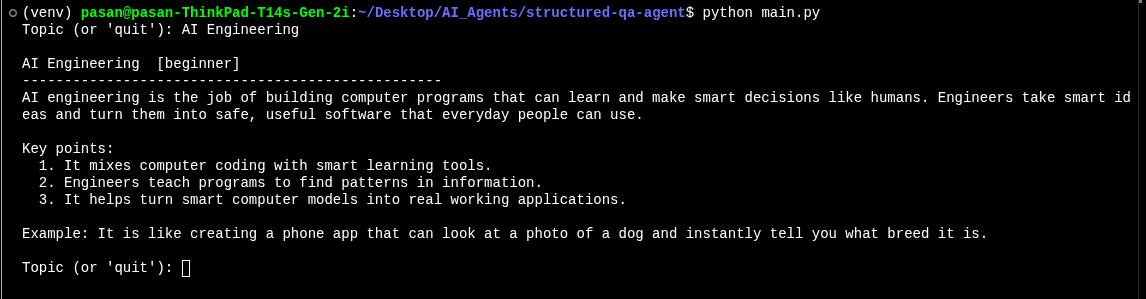 (venv) pasan@pasan-ThinkPad-T14s-Gen-2i:~/Desktop/AI_Agents/structured-qa-agent$ python main.py
Topic (or 'quit'): AI Engineering
AI Engineering  [beginner]
--------------------------------------------------
AI engineering is the job of building computer programs that can learn and make smart decisions like humans. Engineers take smart id
eas and turn them into safe, useful software that everyday people can use.
Key points:
  1. It mixes computer coding with smart learning tools.
  2. Engineers teach programs to find patterns in information.
  3. It helps turn smart computer models into real working applications.
Example: It is like creating a phone app that can look at a photo of a dog and instantly tell you what breed it is.
Topic (or 'quit'):